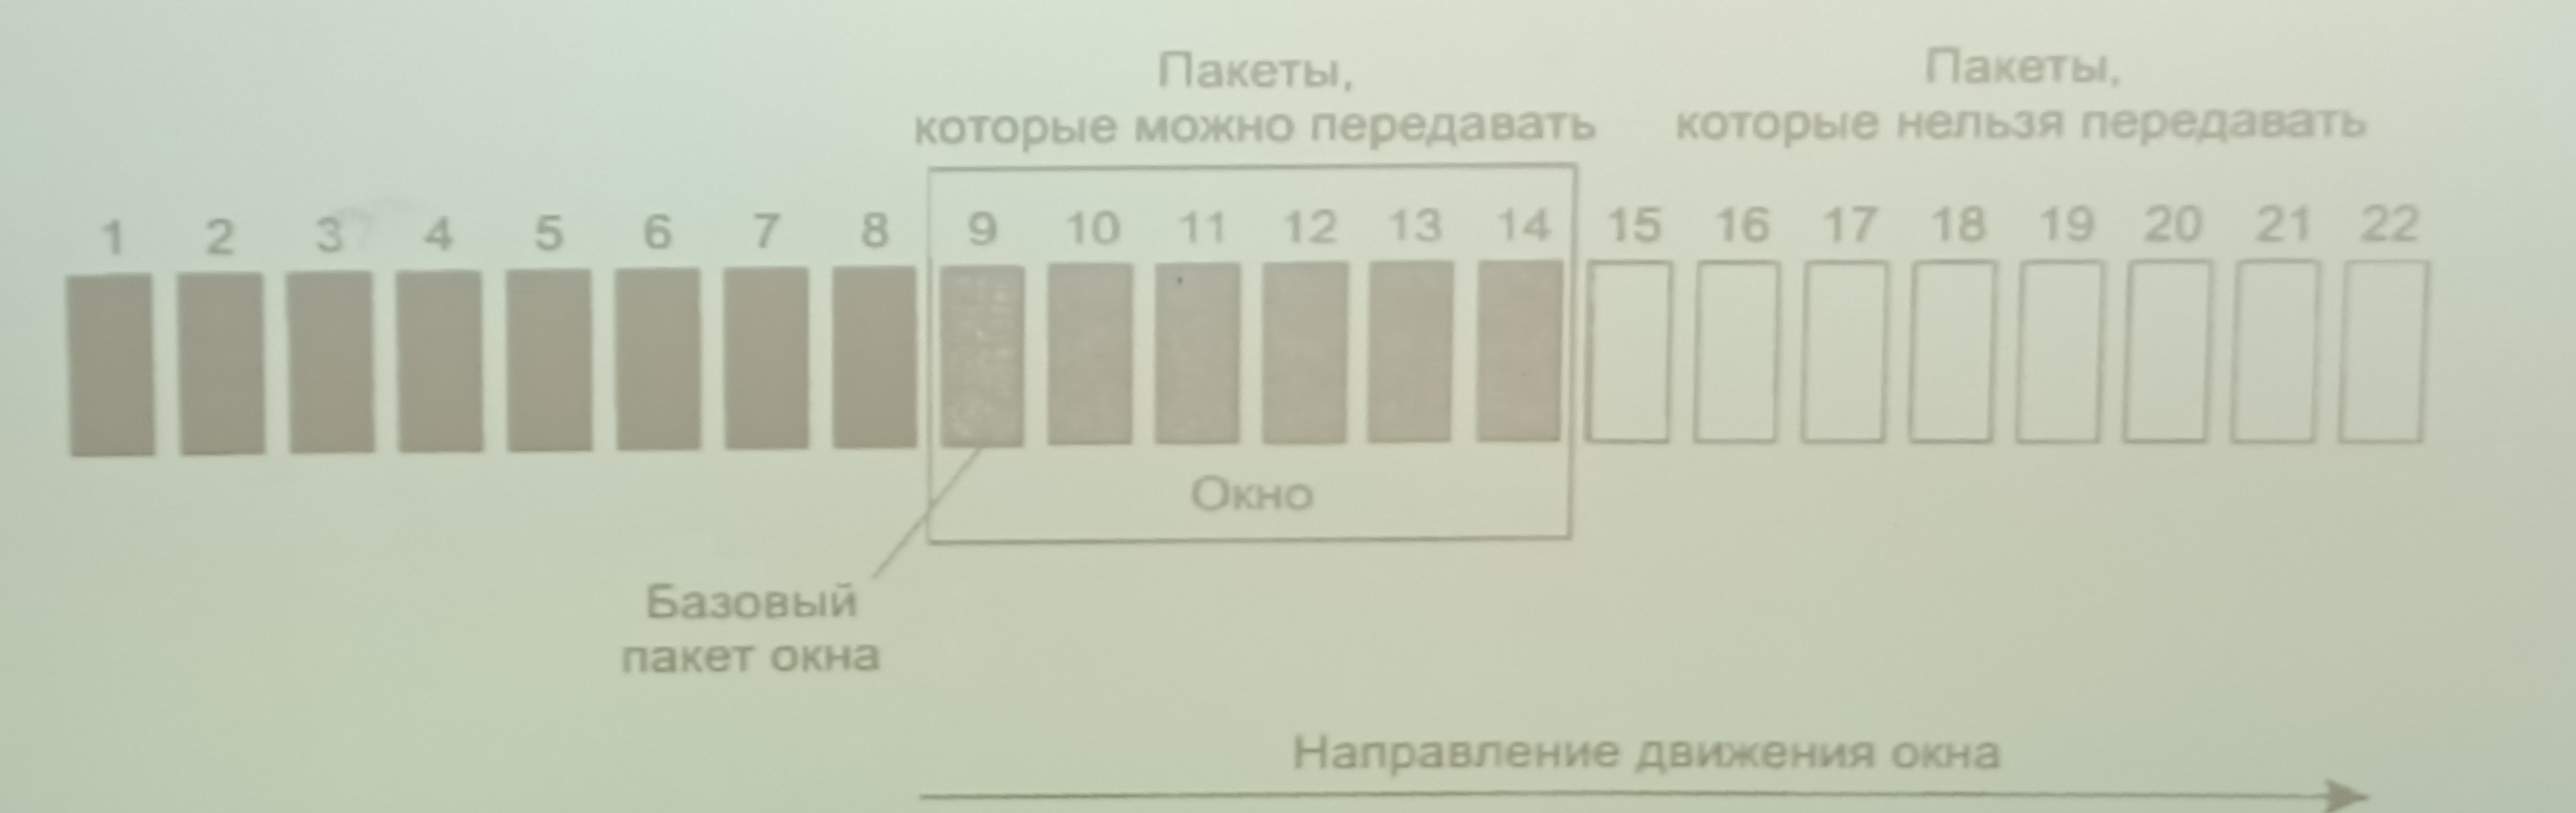 Пакеты,
которые можно передавать
Пакеты,
которые нельзя передавать
1 2 3 4 5 6 7 8 9 10 11 12 13 14 15 16 17 18 19 20 21 22
Окно
Базовый
пакет окна
Направление движения окна